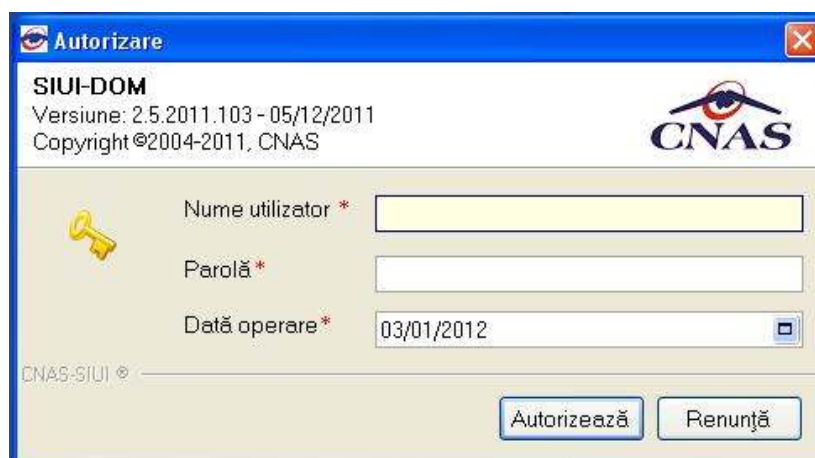 Autorizare
SIUI-DOM
Versiune: 2.5.2011.103 - 05/12/2011
Copyright ©2004-2011, CNAS
CNAS
Nume utilizator *
Parolă *
Dată operare *
03/01/2012
CNAS-SIUI ®
Autorizează
Renunţă